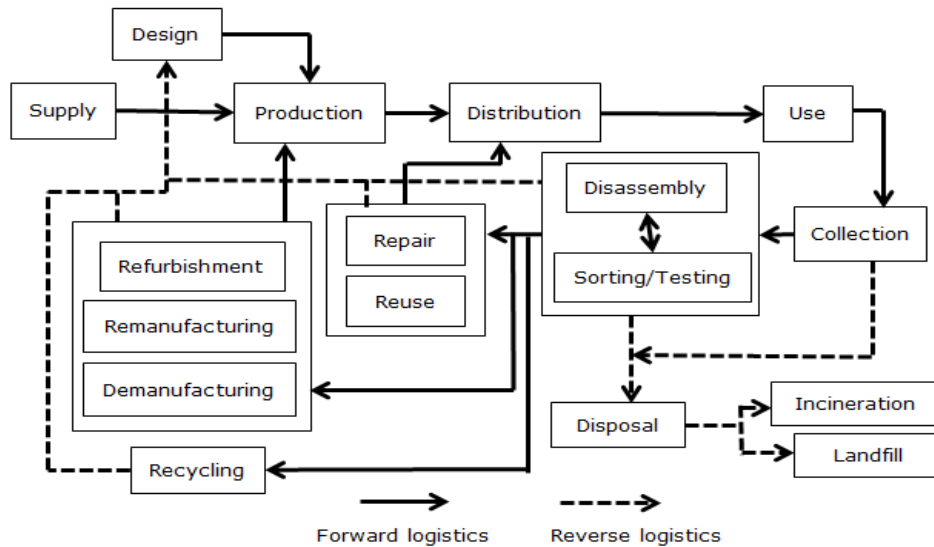 Design
Supply
Production
Distribution
Use
Disassembly
Collection
Repair
Refurbishment
Sorting/Testing
Reuse
Remanufacturing
Demanufacturing
Incineration
Disposal
Landfill
Recycling
Forward logistics
Reverse logistics